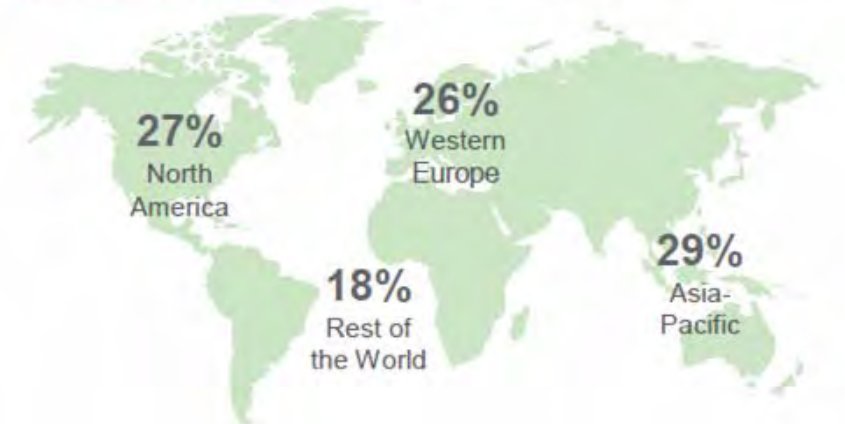 27%
North
America
26%
Western
Europe
18%
Rest of
the World
29%
Asia-
Pacific